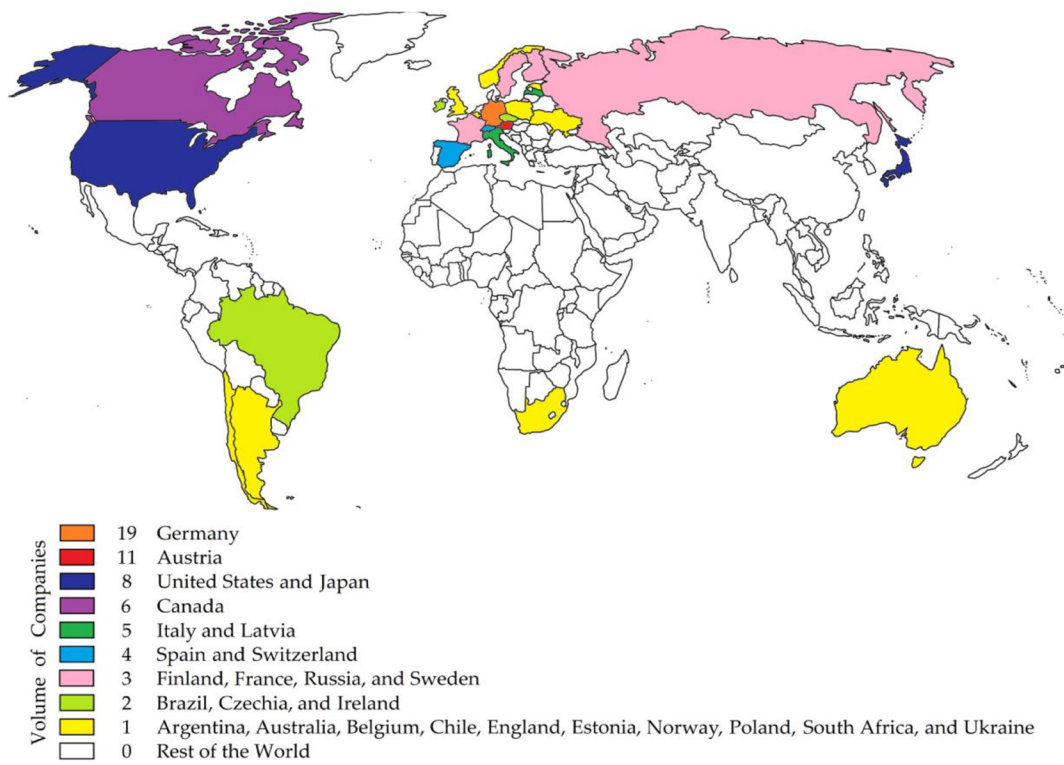 Volume of Companies
19 Germany
11 Austria
8 United States and Japan
6 Canada
5 Italy and Latvia
4 Spain and Switzerland
3 Finland, France, Russia, and Sweden
2 Brazil, Czechia, and Ireland
1 Argentina, Australia, Belgium, Chile, England, Estonia, Norway, Poland, South Africa, and Ukraine
0 Rest of the World